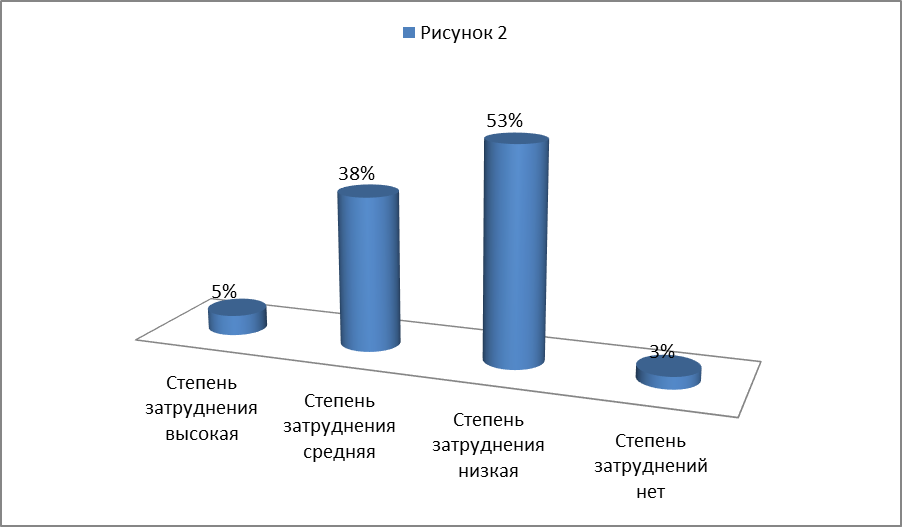 Рисунок 2
5%
38%
53%
3%
Степень
затруднения
высокая
Степень
затруднения
средняя
Степень
затруднения
низкая
Степень
затруднений
нет